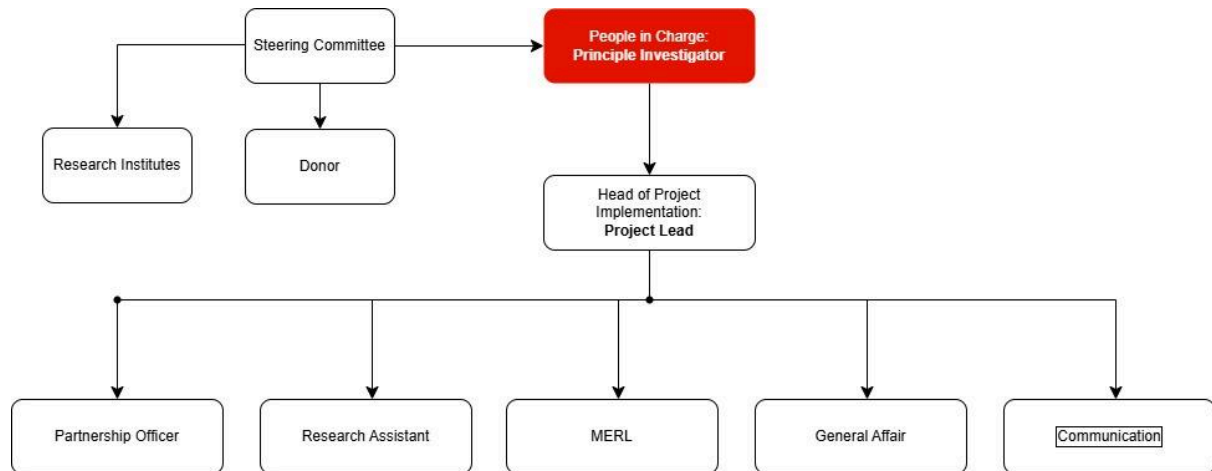 Steering Committee
People in Charge:
Principle Investigator
Research Institutes
Donor
Head of Project
Implementation:
Project Lead
Partnership Officer
Research Assistant
MERL
General Affair
Communication